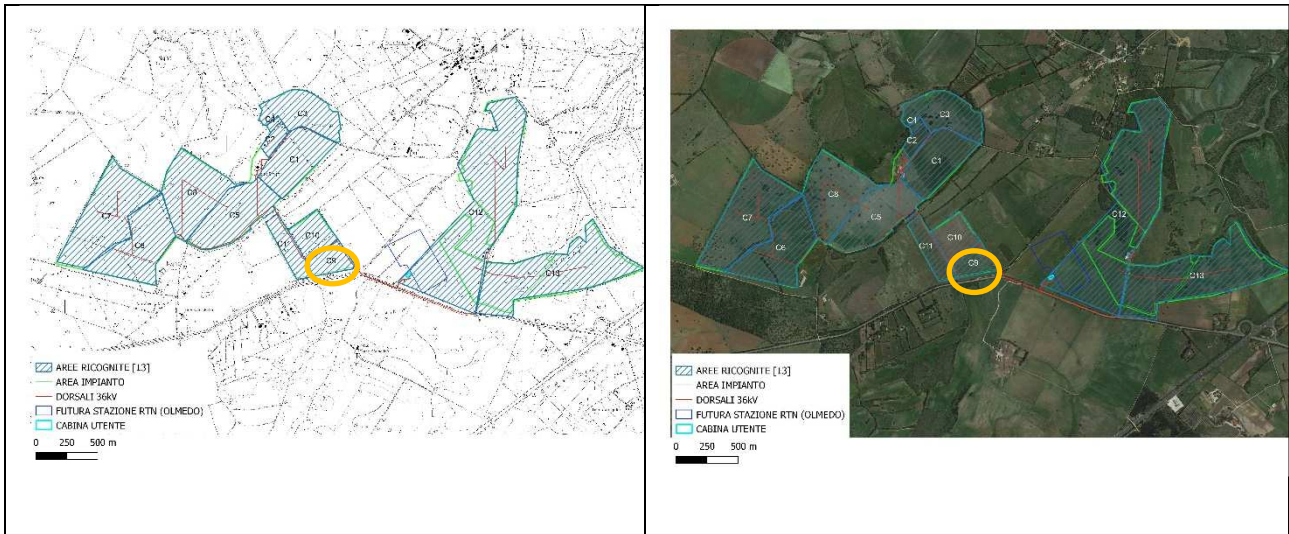 C3
C4
C2
C1
C8
C7
C5
C6
C12
C10
C11
C9
C13
AREE RICOGNITE [13]
AREA IMPIANTO
DORSALI 36kV
FUTURA STAZIONE RTN (OLMEDO)
CABINA UTENTE
0 250 500 m
C3
C4
C2
C1
C8
C7
C5
C6
C12
C10
C11
C9
C13
AREE RICOGNITE [13]
AREA IMPIANTO
DORSALI 36kV
FUTURA STAZIONE RTN (OLMEDO)
CABINA UTENTE
0 250 500 m